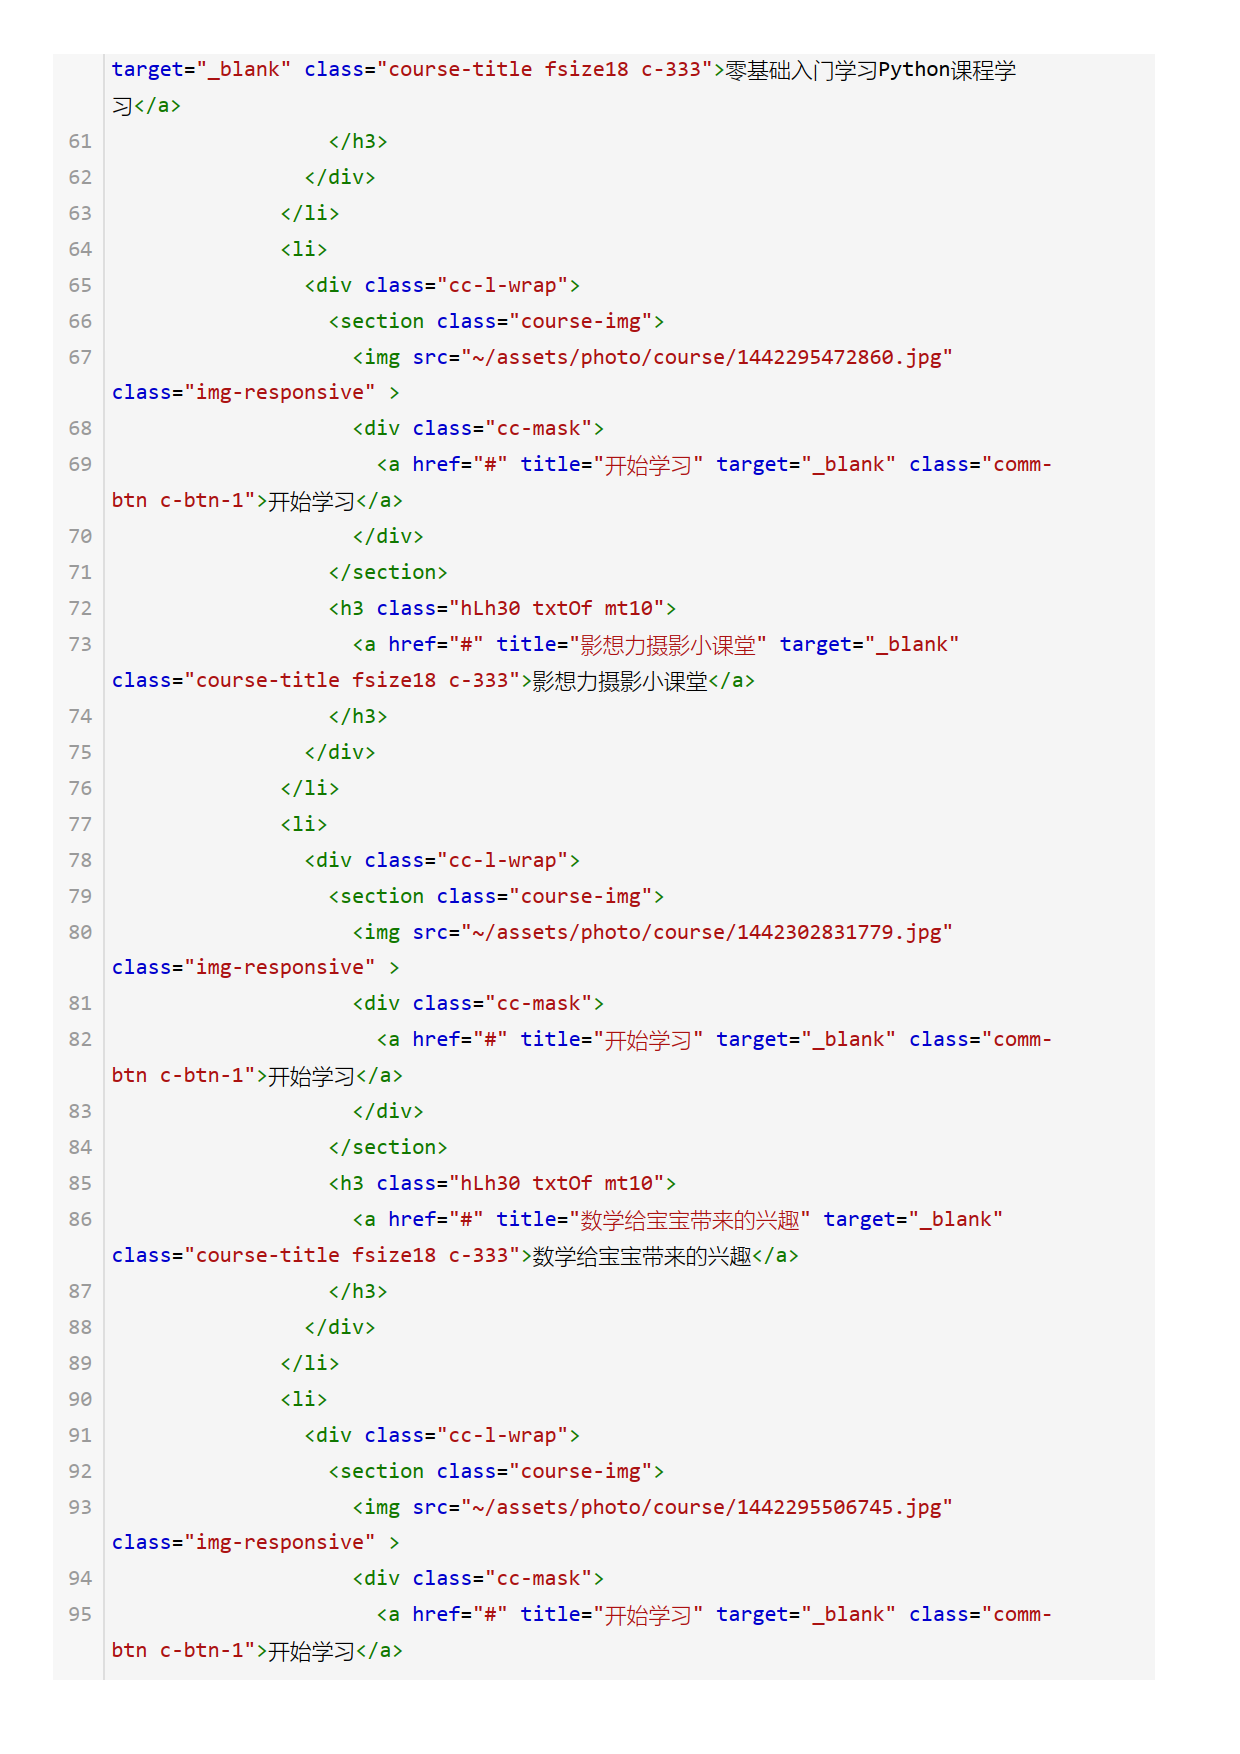 target="_blank" class="course-title fsize18 c-333">零基础入门学习Python课程学
习</a>
61 </h3>
62 </div>
63 </li>
64 <li>
65 <div class="cc-l-wrap">
66 <section class="course-img">
67 <img src="~/assets/photo/course/1442295472860.jpg"
class="img-responsive" >
68 <div class="cc-mask">
69 <a href="#" title="开始学习" target="_blank" class="comm-
btn c-btn-1">开始学习</a>
70 </div>
71 </section>
72 <h3 class="hLh30 txtOf mt10">
73 <a href="#" title="影想力摄影小课堂" target="_blank"
class="course-title fsize18 c-333">影想力摄影小课堂</a>
74 </h3>
75 </div>
76 </li>
77 <li>
78 <div class="cc-l-wrap">
79 <section class="course-img">
80 <img src="~/assets/photo/course/1442302831779.jpg"
class="img-responsive" >
81 <div class="cc-mask">
82 <a href="#" title="开始学习" target="_blank" class="comm-
btn c-btn-1">开始学习</a>
83 </div>
84 </section>
85 <h3 class="hLh30 txtOf mt10">
86 <a href="#" title="数学给宝宝带来的兴趣" target="_blank"
class="course-title fsize18 c-333">数学给宝宝带来的兴趣</a>
87 </h3>
88 </div>
89 </li>
90 <li>
91 <div class="cc-l-wrap">
92 <section class="course-img">
93 <img src="~/assets/photo/course/1442295506745.jpg"
class="img-responsive" >
94 <div class="cc-mask">
95 <a href="#" title="开始学习" target="_blank" class="comm-
btn c-btn-1">开始学习</a>